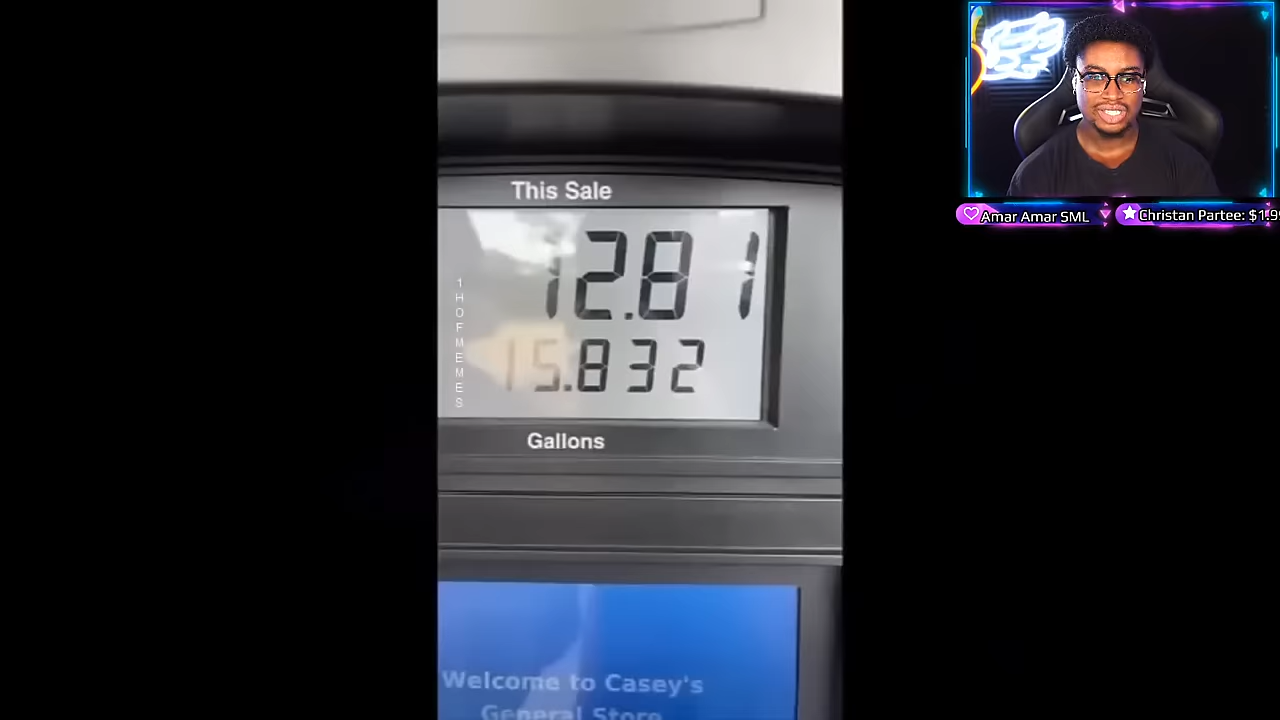 This Sale
12.81
15.832
Gallons
1HOFMEMES
Welcome to Casey's
General Store
Amar Amar SML
Christan Partee: $1.9